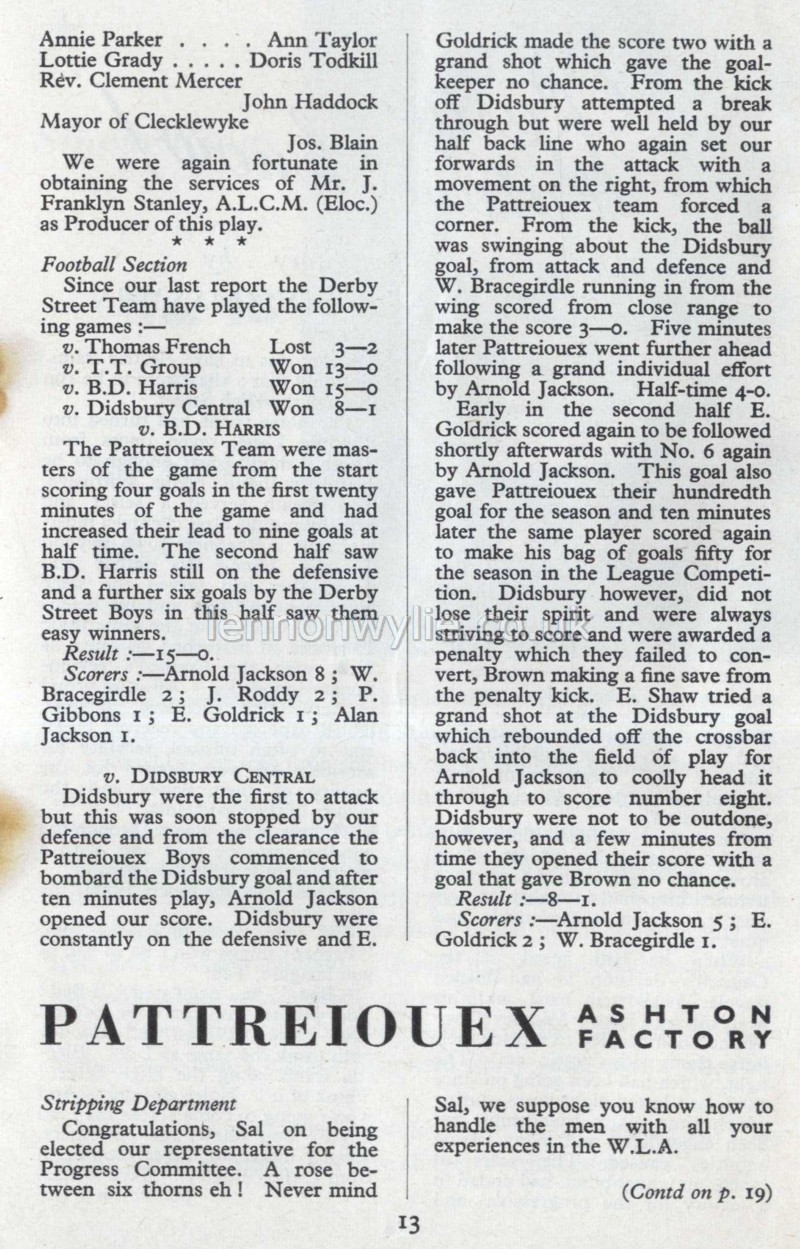 Annie Parker . . . . Ann Taylor
Lottie Grady . . . . . Doris Todkill
Rev. Clement Mercer
John Haddock
Mayor of Clecklewyke
Jos. Blain
We were again fortunate in
obtaining the services of Mr. J.
Franklyn Stanley, A.L.C.M. (Eloc.)
as Producer of this play.
* * *
Football Section
Since our last report the Derby
Street Team have played the follow-
ing games :—
v. Thomas French Lost 3—2
v. T.T. Group Won 13—0
v. B.D. Harris Won 15—0
v. Didsbury Central Won 8—1
v. B.D. HARRIS
The Pattreiouex Team were mas-
ters of the game from the start
scoring four goals in the first twenty
minutes of the game and had
increased their lead to nine goals at
half time. The second half saw
B.D. Harris still on the defensive
and a further six goals by the Derby
Street Boys in this half saw them
easy winners.
Result :—15—0.
Scorers :—Arnold Jackson 8 ; W.
Bracegirdle 2 ; J. Roddy 2 ; P.
Gibbons 1 ; E. Goldrick 1 ; Alan
Jackson 1.
v. DIDSBURY CENTRAL
Didsbury were the first to attack
but this was soon stopped by our
defence and from the clearance the
Pattreiouex Boys commenced to
bombard the Didsbury goal and after
ten minutes play, Arnold Jackson
opened our score. Didsbury were
constantly on the defensive and E.
Goldrick made the score two with a
grand shot which gave the goal-
keeper no chance. From the kick
off Didsbury attempted a break
through but were well held by our
half back line who again set our
forwards in the attack with a
movement on the right, from which
the Pattreiouex team forced a
corner. From the kick, the ball
was swinging about the Didsbury
goal, from attack and defence and
W. Bracegirdle running in from the
wing scored from close range to
make the score 3—0. Five minutes
later Pattreiouex went further ahead
following a grand individual effort
by Arnold Jackson. Half-time 4-0.
Early in the second half E.
Goldrick scored again to be followed
shortly afterwards with No. 6 again
by Arnold Jackson. This goal also
gave Pattreiouex their hundredth
goal for the season and ten minutes
later the same player scored again
to make his bag of goals fifty for
the season in the League Competi-
tion. Didsbury however, did not
lose their spirit and were always
striving to score and were awarded a
penalty which they failed to con-
vert, Brown making a fine save from
the penalty kick. E. Shaw tried a
grand shot at the Didsbury goal
which rebounded off the crossbar
back into the field of play for
Arnold Jackson to coolly head it
through to score number eight.
Didsbury were not to be outdone,
however, and a few minutes from
time they opened their score with a
goal that gave Brown no chance.
Result :—8—1.
Scorers :—Arnold Jackson 5 ; E.
Goldrick 2 ; W. Bracegirdle 1.
lennonwylie.co.uk
PATTREIOUEX ASHTON
FACTORY
Stripping Department
Congratulations, Sal on being
elected our representative for the
Progress Committee. A rose be-
tween six thorns eh ! Never mind
Sal, we suppose you know how to
handle the men with all your
experiences in the W.L.A.
(Contd on p. 19)
13